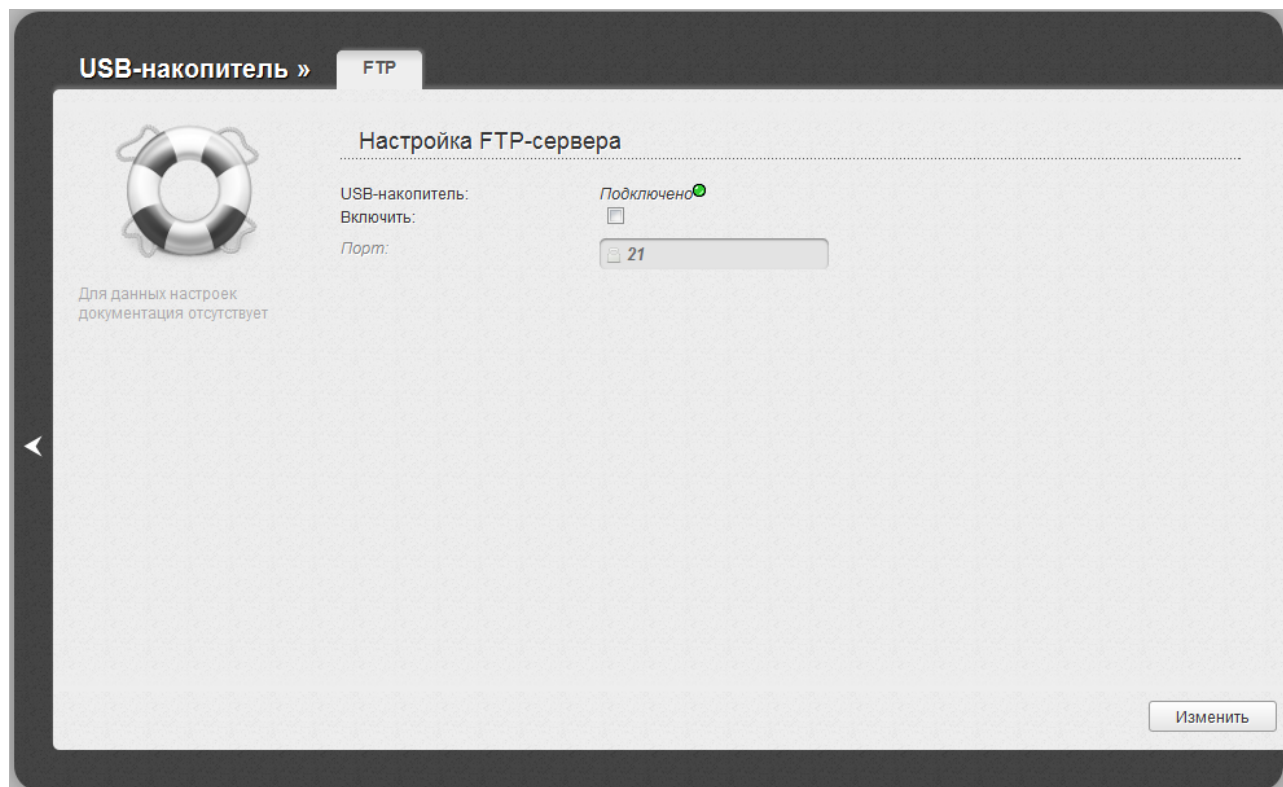 USB-накопитель »
FTP
Настройка FTP-сервера
USB-накопитель: Подключено
Включить:
Порт: 21
Для данных настроек
документация отсутствует
Изменить